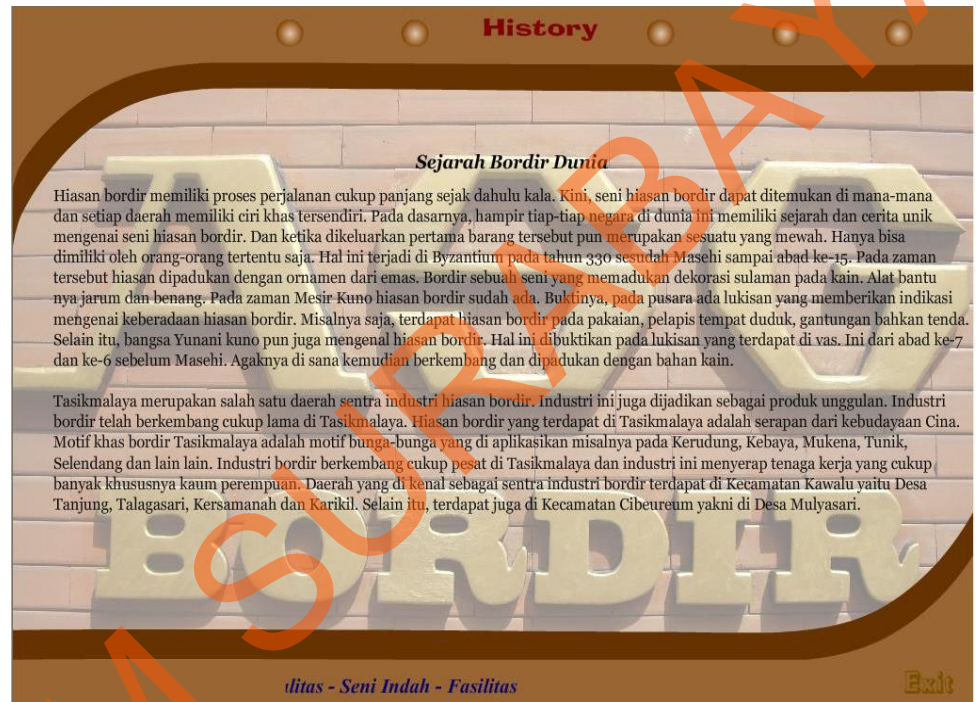 History
Sejarah Bordir Dunia
Hiasan bordir memiliki proses perjalanan cukup panjang sejak dahulu kala. Kini, seni hiasan bordir dapat ditemukan di mana-mana
dan setiap daerah memiliki ciri khas tersendiri. Pada dasarnya, hampir tiap-tiap negara di dunia ini memiliki sejarah dan cerita unik
mengenai seni hiasan bordir. Dan ketika dikeluarkan pertama barang tersebut pun merupakan sesuatu yang mewah. Hanya bisa
dimiliki oleh orang-orang tertentu saja. Hal ini terjadi di Byzantium pada tahun 330 sesudah Masehi sampai abad ke-15. Pada zaman
tersebut hiasan dipadukan dengan ornamen dari emas. Bordir sebuah seni yang memadukan dekorasi sulaman pada kain. Alat bantu
nya jarum dan benang. Pada zaman Mesir Kuno hiasan bordir sudah ada. Buktinya, pada pusara ada lukisan yang memberikan indikasi
mengenai keberadaan hiasan bordir. Misalnya saja, terdapat hiasan bordir pada pakaian, pelapis tempat duduk, gantungan bahkan tenda.
Selain itu, bangsa Yunani kuno pun juga mengenal hiasan bordir. Hal ini dibuktikan pada lukisan yang terdapat di vas. Ini dari abad ke-7
dan ke-6 sebelum Masehi. Agaknya di sana kemudian berkembang dan dipadukan dengan bahan kain.
Tasikmalaya merupakan salah satu daerah sentra industri hiasan bordir. Industri ini juga dijadikan sebagai produk unggulan. Industri
bordir telah berkembang cukup lama di Tasikmalaya. Hiasan bordir yang terdapat di Tasikmalaya adalah serapan dari kebudayaan Cina.
Motif khas bordir Tasikmalaya adalah motif bunga-bunga yang di aplikasikan misalnya pada Kerudung, Kebaya, Mukena, Tunik,
Selendang dan lain lain. Industri bordir berkembang cukup pesat di Tasikmalaya dan industri ini menyerap tenaga kerja yang cukup
banyak khususnya kaum perempuan. Daerah yang di kenal sebagai sentra industri bordir terdapat di Kecamatan Kawalu yaitu Desa
Tanjung, Talagasari, Kersamanah dan Karikil. Selain itu, terdapat juga di Kecamatan Cibeureum yakni di Desa Mulyasari.
BORDIR
litas - Seni Indah - Fasilitas
Exit
M SURABAYA